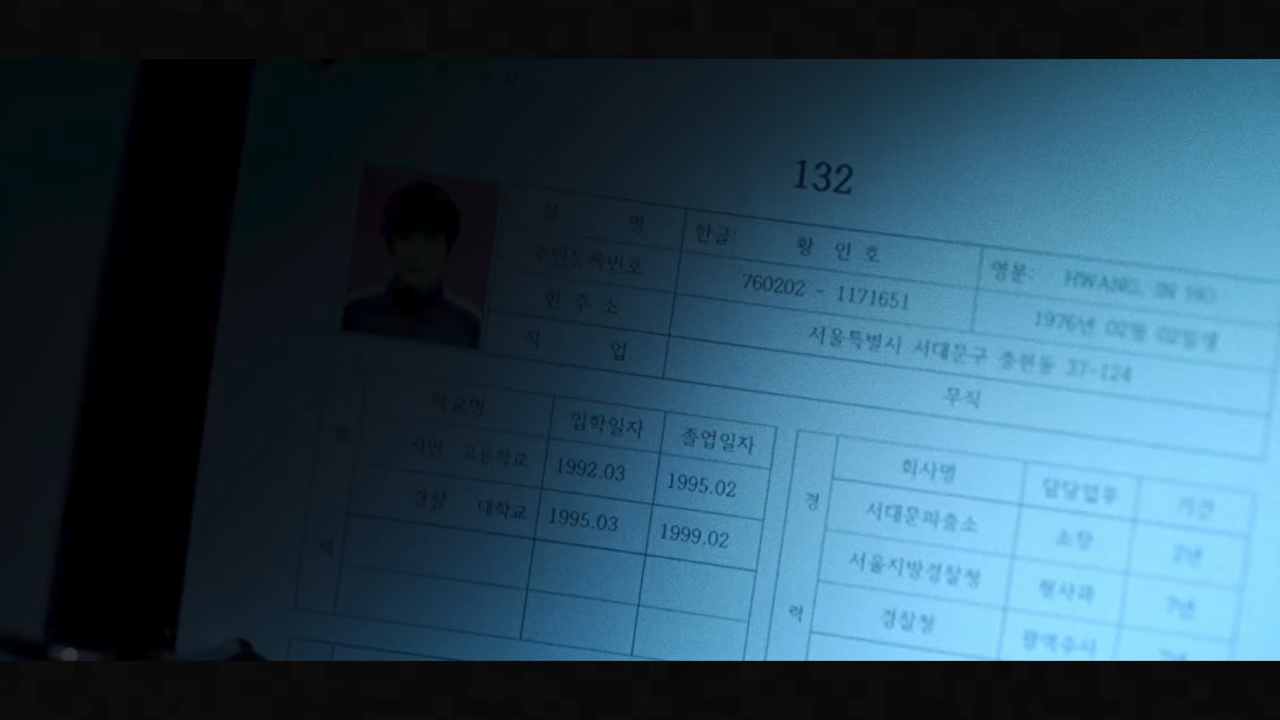 132
성 명 한글: 황 인 호 영문: HWANG, IN HO
주민등록번호 760202 - 1171651 1976년 02월 02일생
현 주 소 서울특별시 서대문구 충현동 37-124
직 업 무직
학교명 입학일자 졸업일자
고등학교 1992.03 1995.02
경찰 대학교 1995.03 1999.02
력
경 회사명 담당업무 기간
서대문파출소 소장 2년
서울지방경찰청 형사과 7년
력 경찰청 광역수사